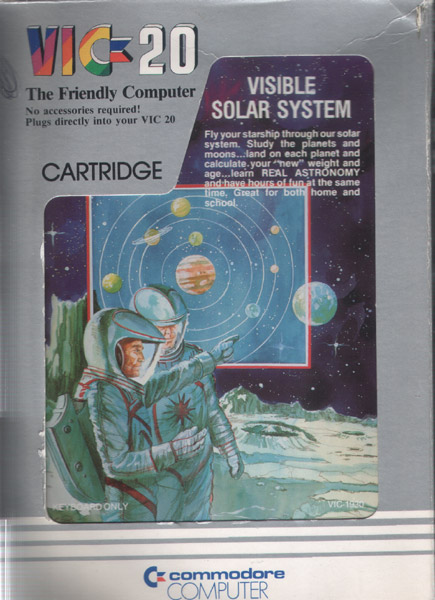 VIC-20
The Friendly Computer
No accessories required!
Plugs directly into your VIC 20
CARTRIDGE
VISIBLE
SOLAR SYSTEM
Fly your starship through our solar
system. Study the planets and
moons...land on each planet and
calculate your "new" weight and
age...learn REAL ASTRONOMY
and have hours of fun at the same
time. Great for both home and
school.
KEYBOARD ONLY
VIC-1930
commodore
COMPUTER